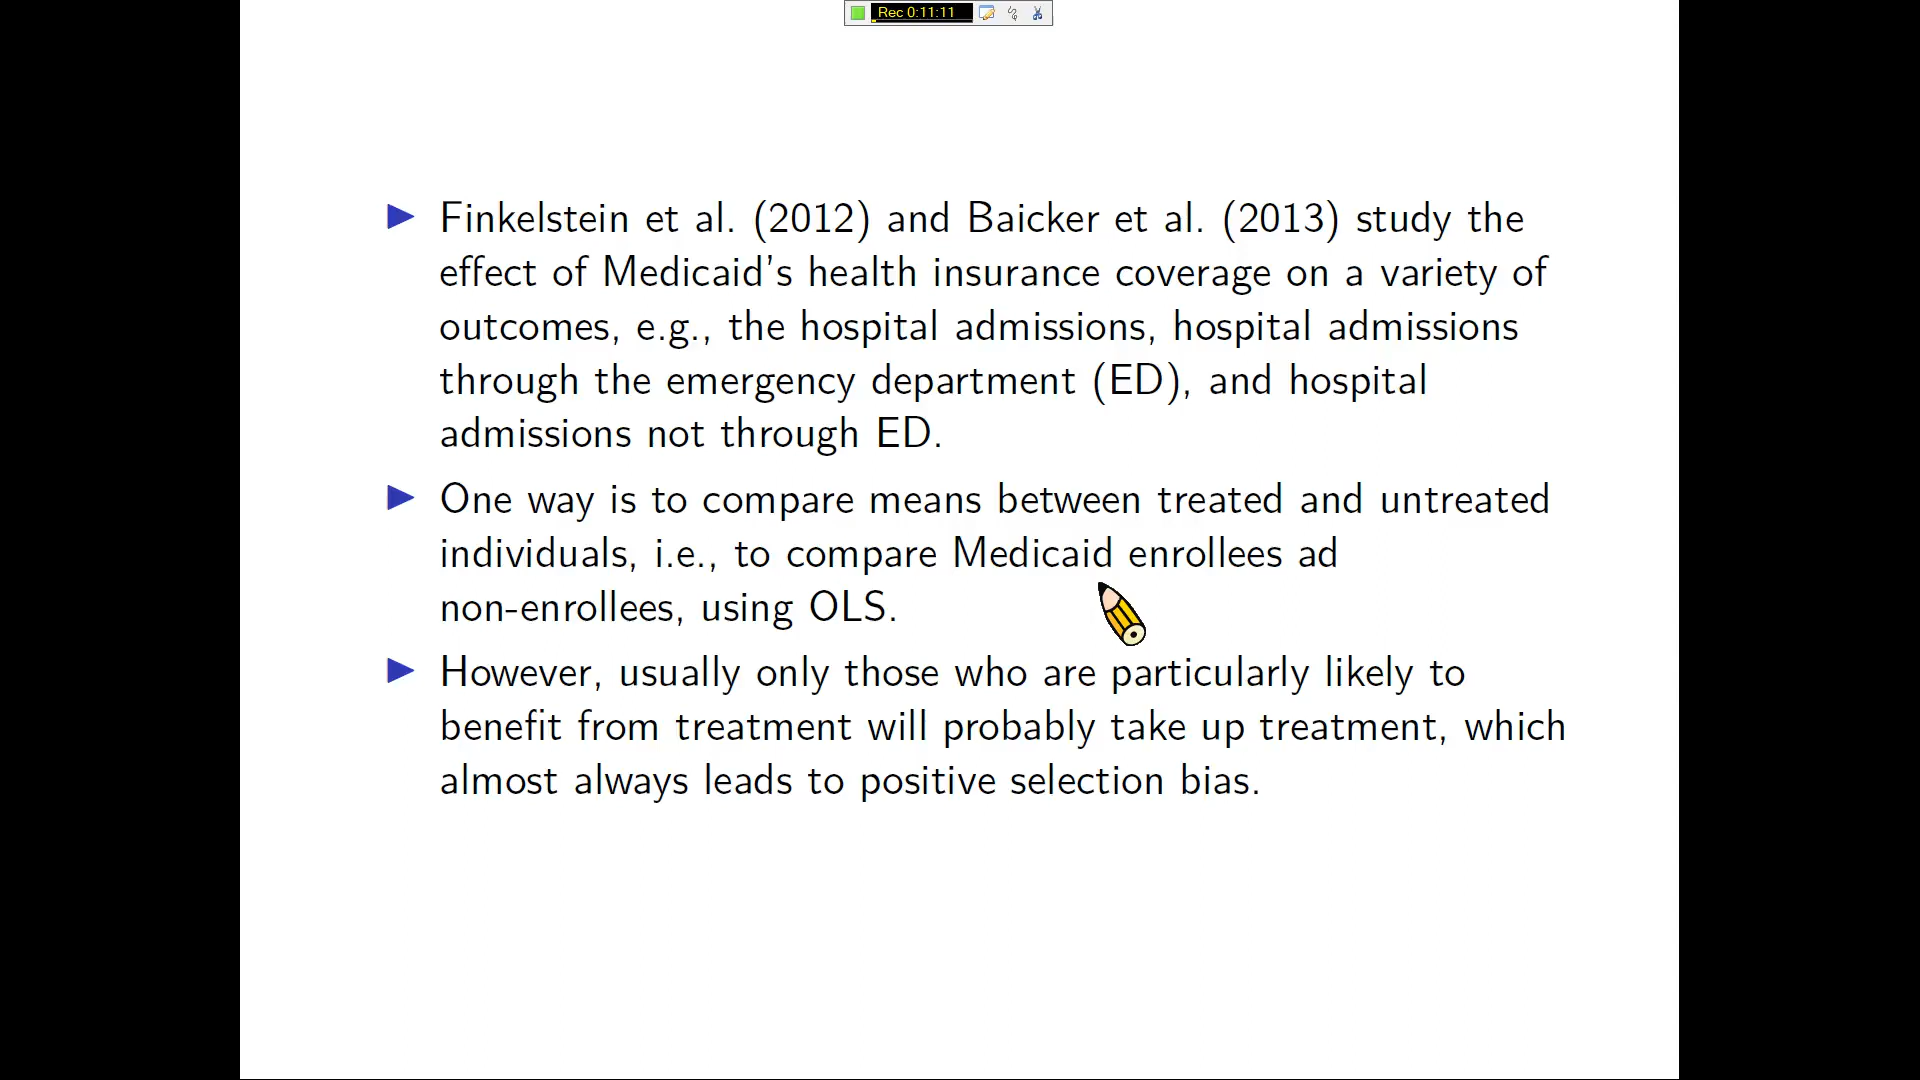 Rec 0:11:11
Finkelstein et al. (2012) and Baicker et al. (2013) study the
effect of Medicaid's health insurance coverage on a variety of
outcomes, e.g., the hospital admissions, hospital admissions
through the emergency department (ED), and hospital
admissions not through ED.
One way is to compare means between treated and untreated
individuals, i.e., to compare Medicaid enrollees ad
non-enrollees, using OLS.
However, usually only those who are particularly likely to
benefit from treatment will probably take up treatment, which
almost always leads to positive selection bias.